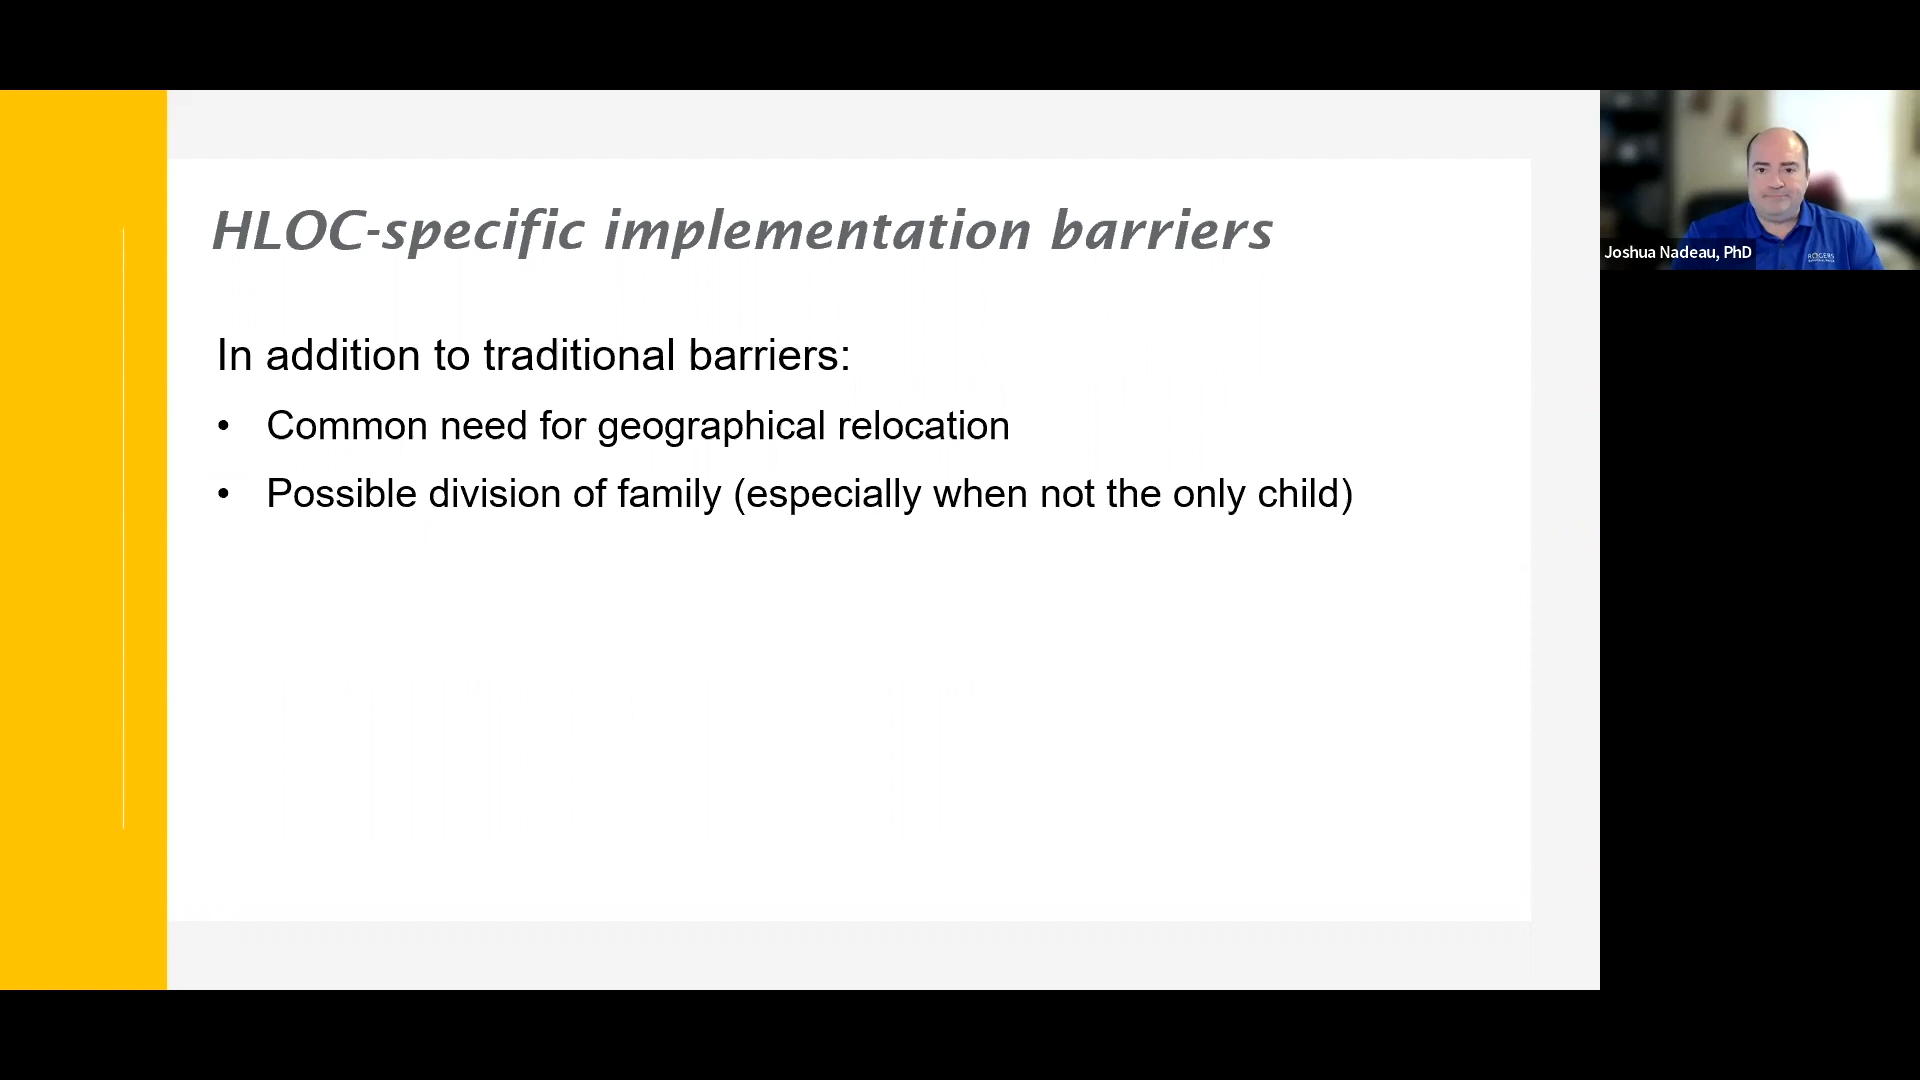 HLOC-specific implementation barriers
In addition to traditional barriers:
• Common need for geographical relocation
• Possible division of family (especially when not the only child)
Joshua Nadeau, PhD
ROGERS